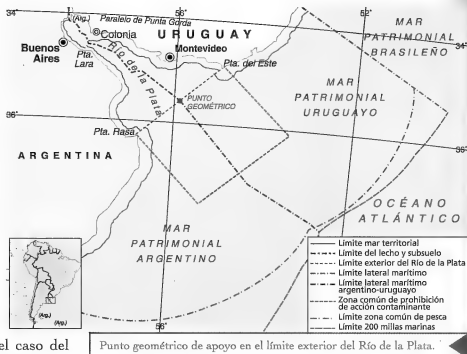 34°
58°
Paralelo de Punta Gorda
56°
(Arg.)
Colonia
URUGUAY
MAR
PATRIMONIAL
BRASILEÑO
34°
Buenos
Aires
Montevideo
Pta.
Lara
Río de la Plata
Pta. del Este
PUNTO
GEOMÉTRICO
MAR
PATRIMONIAL
URUGUAYO
36°
Pta. Rasa
36°
ARGENTINA
OCÉANO
ATLÁNTICO
MAR
PATRIMONIAL
ARGENTINO
Límite mar territorial
Límite del lecho y subsuelo
Límite exterior del Río de la Plata
Límite lateral marítimo
Límite lateral marítimo
argentino-uruguayo
Zona común de prohibición
de acción contaminante
Límite zona común de pesca
Límite 200 millas marinas
(Arg.)
(Arg.)
56°
el caso del
Punto geométrico de apoyo en el límite exterior del Río de la Plata.